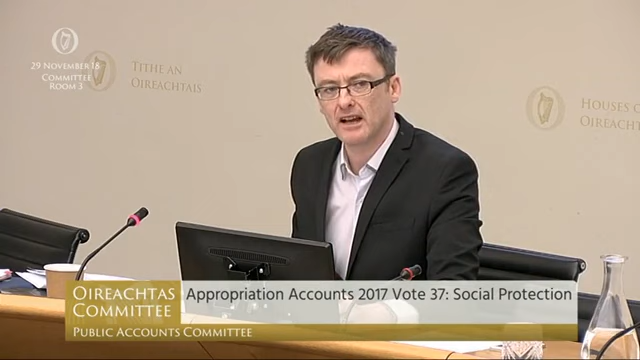 29 November 18
Committee
Room 3
Tithe an
Oireachtais
Houses of
Oireachtas
Oireachtas
Committee
Appropriation Accounts 2017 Vote 37: Social Protection
Public Accounts Committee